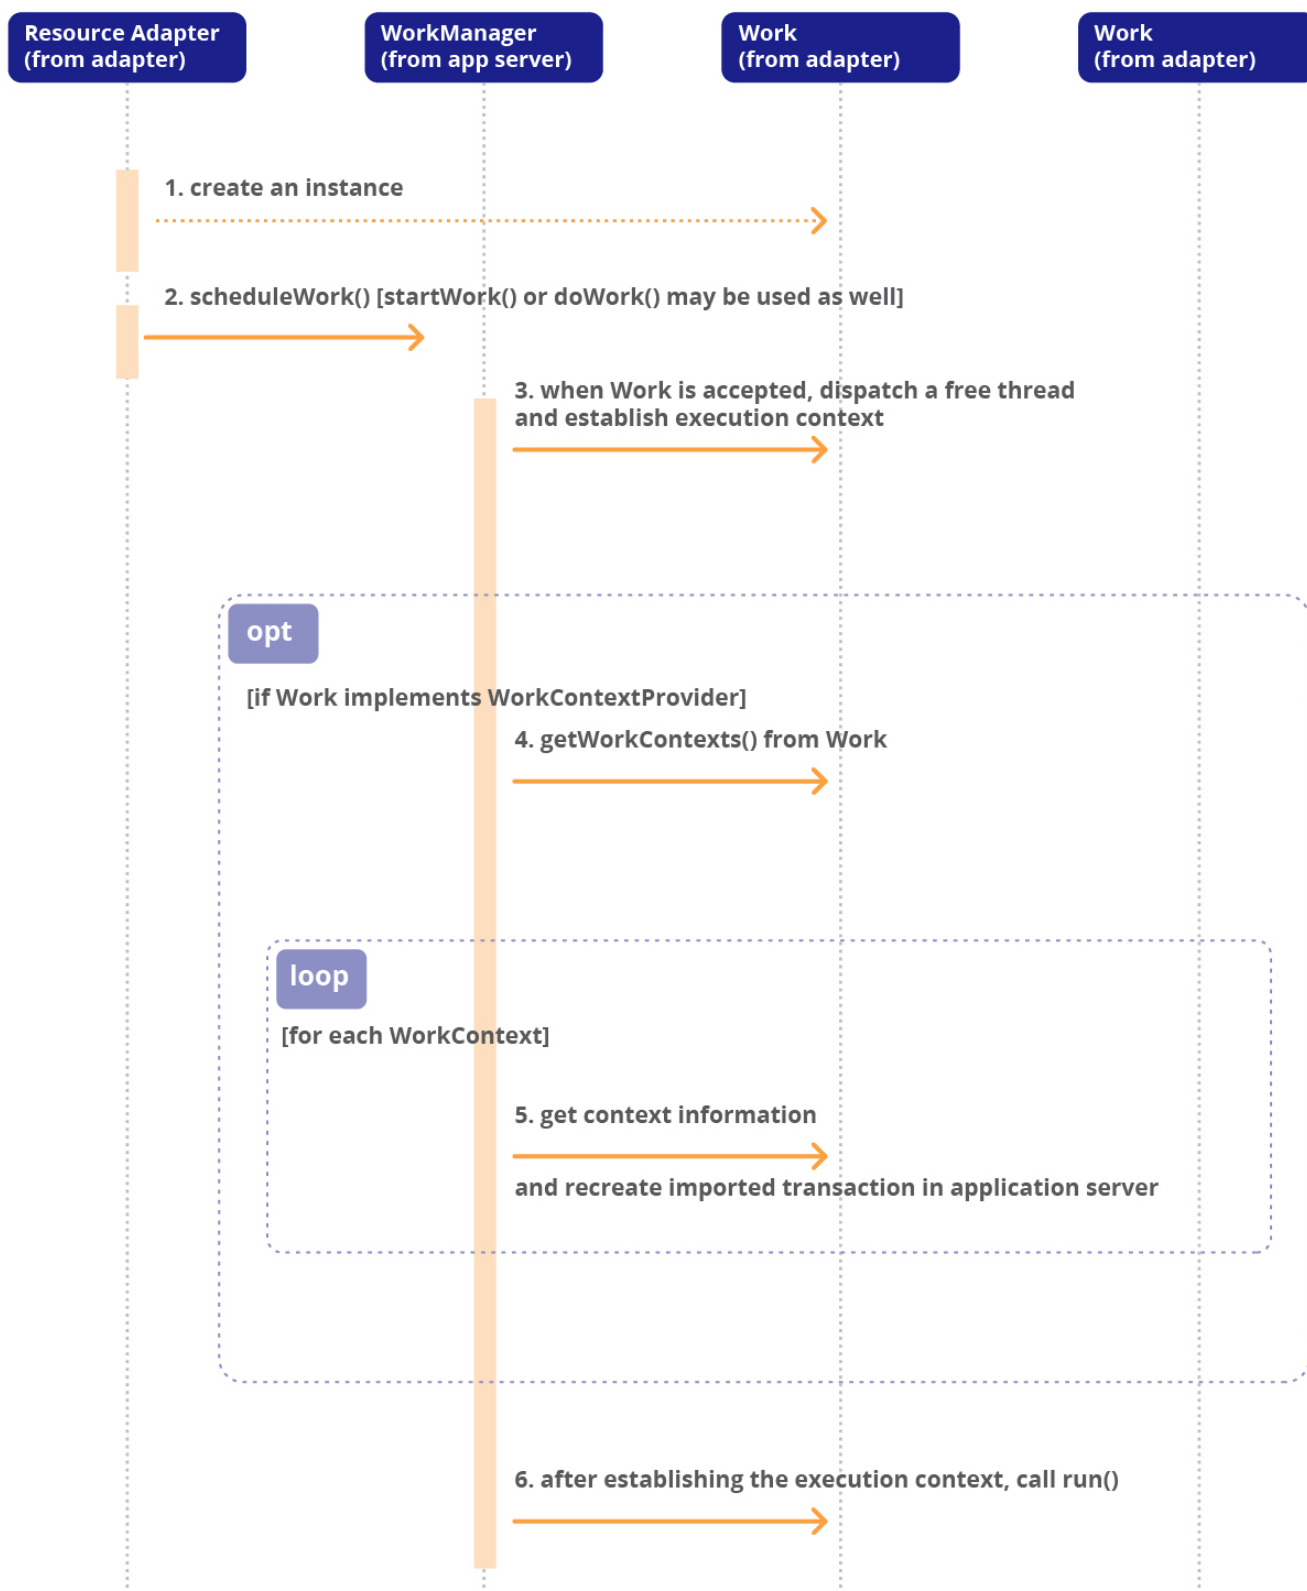 Resource Adapter
(from adapter)
WorkManager
(from app server)
Work
(from adapter)
Work
(from adapter)
1. create an instance
2. scheduleWork() [startWork() or doWork() may be used as well]
3. when Work is accepted, dispatch a free thread
and establish execution context
opt
[if Work implements WorkContextProvider]
4. getWorkContexts() from Work
loop
[for each WorkContext]
5. get context information
and recreate imported transaction in application server
6. after establishing the execution context, call run()